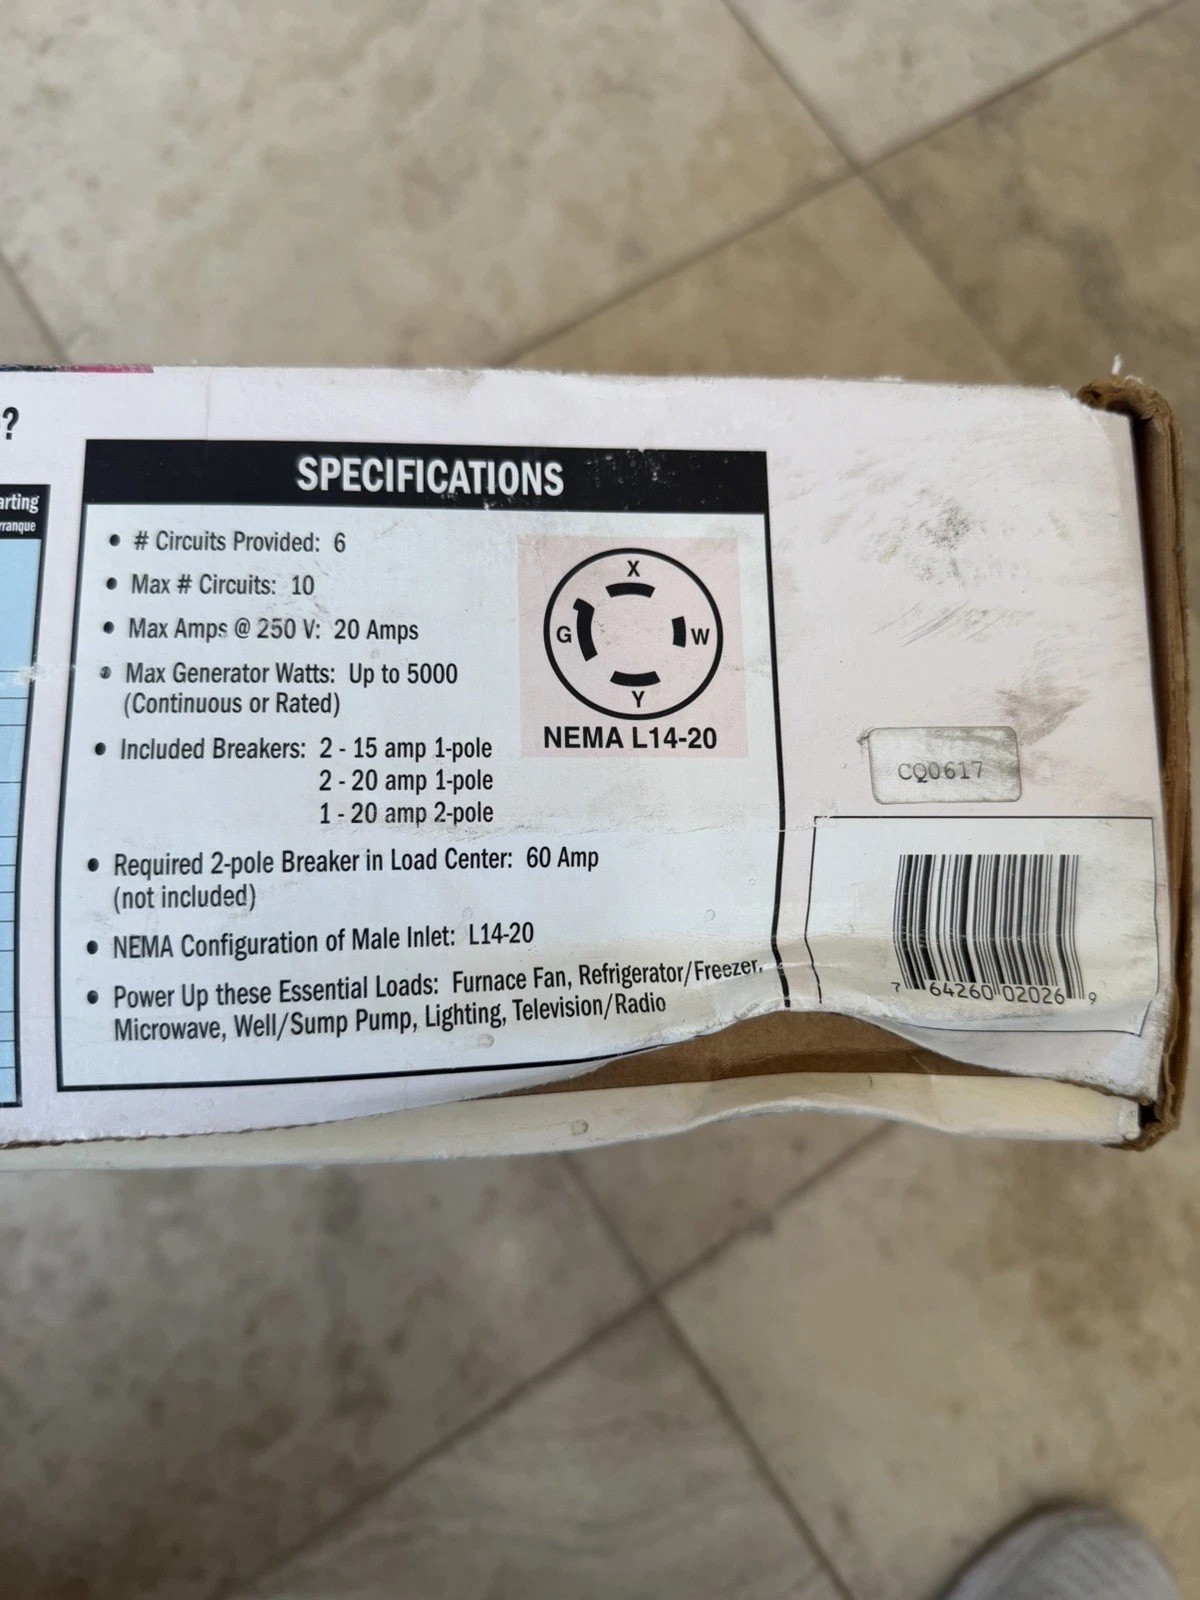 ?
arting
rranque
SPECIFICATIONS
• # Circuits Provided: 6
• Max # Circuits: 10
• Max Amps @ 250 V: 20 Amps
• Max Generator Watts: Up to 5000
(Continuous or Rated)
• Included Breakers: 2 - 15 amp 1-pole
2 - 20 amp 1-pole
1 - 20 amp 2-pole
• Required 2-pole Breaker in Load Center: 60 Amp
(not included)
• NEMA Configuration of Male Inlet: L14-20
• Power Up these Essential Loads: Furnace Fan, Refrigerator/Freezer,
Microwave, Well/Sump Pump, Lighting, Television/Radio
X
G W
Y
NEMA L14-20
CQ0617
7 64260 02026 9